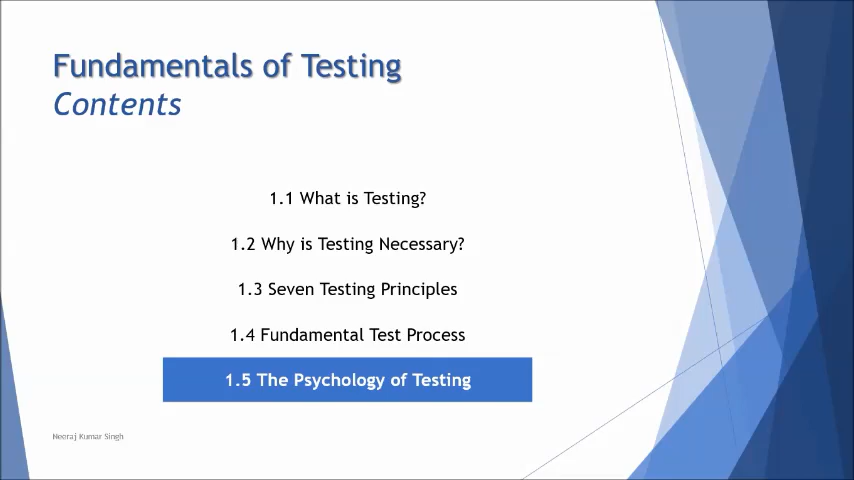 Fundamentals of Testing
Contents
1.1 What is Testing?
1.2 Why is Testing Necessary?
1.3 Seven Testing Principles
1.4 Fundamental Test Process
1.5 The Psychology of Testing
Neeraj Kumar Singh